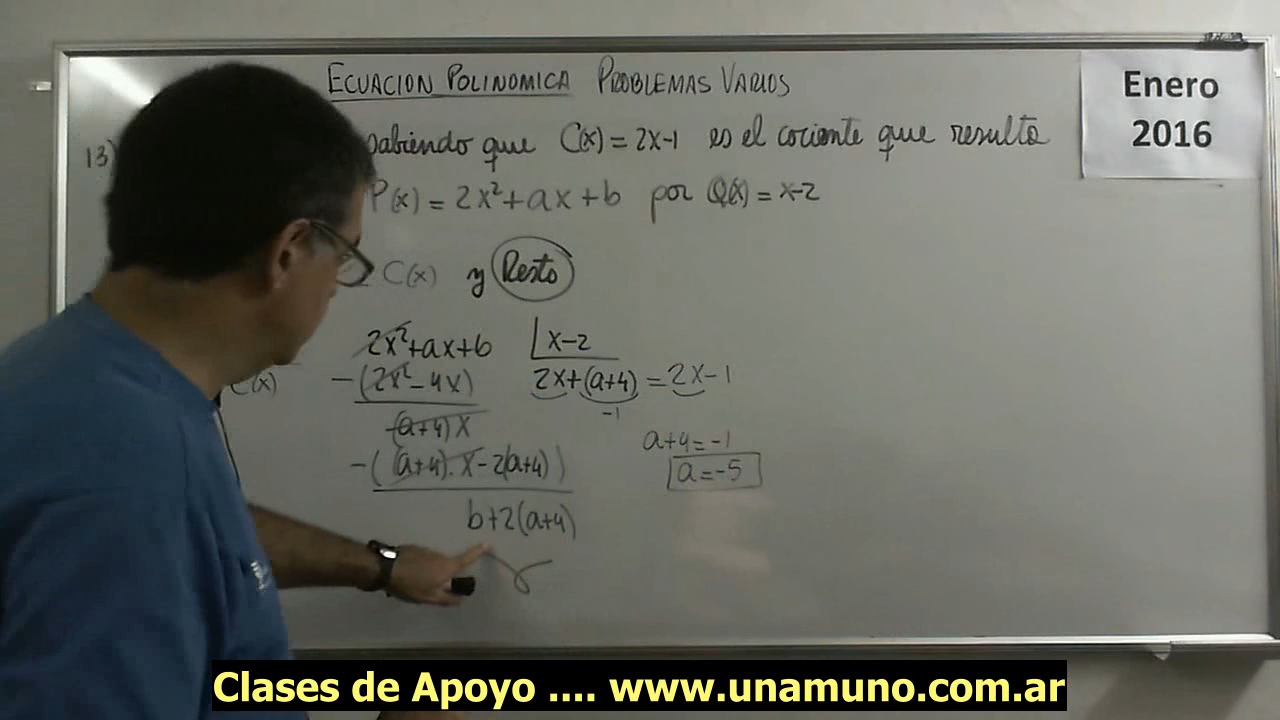 ECUACION POLINOMICA PROBLEMAS VARIOS
Enero
2016
13) sabiendo que C(x) = 2x-1 es el cociente que resulta
P(x) = 2x²+ax+b por Q(x) = x-2
C(x) y Resto
2x²+ax+b | x-2
C(x) -(2x²-4x) 2x+(a+4) = 2x-1
-1
(a+4)x
a+4=-1
-((a+4).x-2(a+4))
a=-5
b+2(a+4)
Clases de Apoyo .... www.unamuno.com.ar